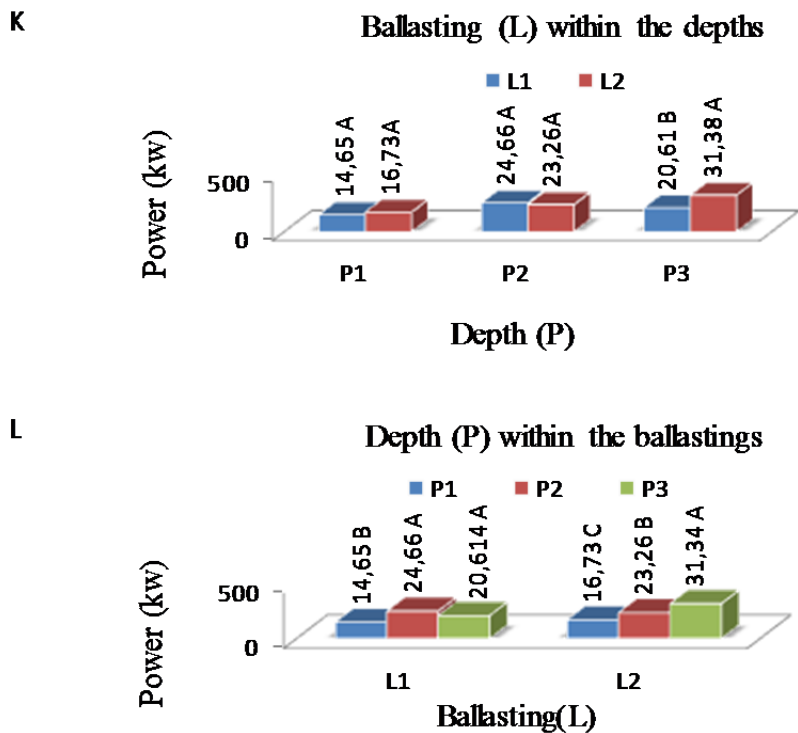 K
Ballasting (L) within the depths
L1 L2
14,65 A 16,73A 24,66 A 23,26A 20,61 B 31,38 A
Power (kw)
500
0
P1 P2 P3
Depth (P)
L
Depth (P) within the ballastings
P1 P2 P3
14,65 B 24,66 A 20,614 A 16,73 C 23,26 B 31,34 A
Power (kw)
500
0
L1 L2
Ballasting(L)